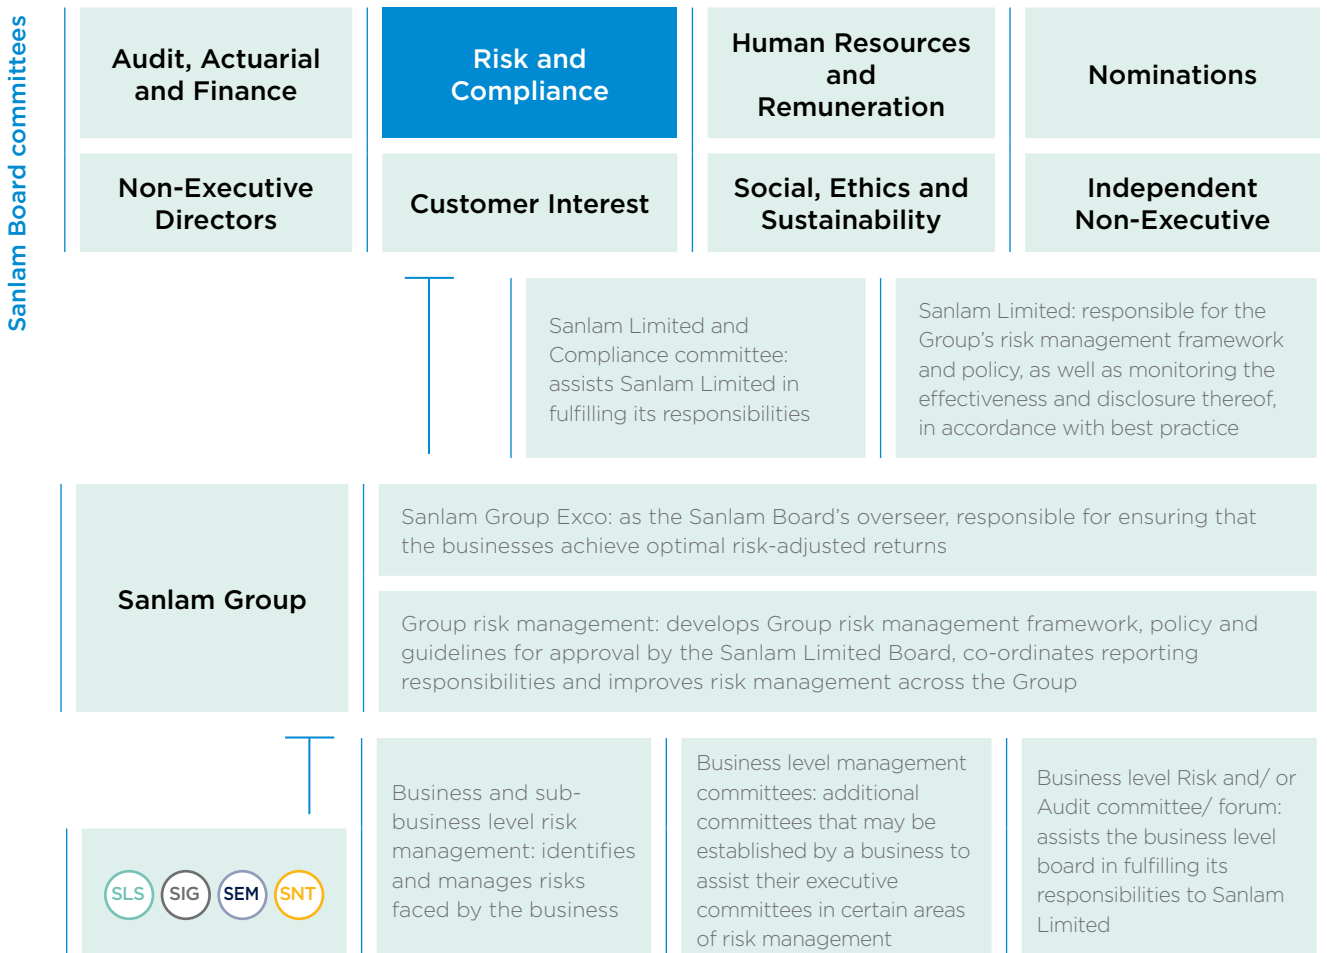 Sanlam Board committees
Audit, Actuarial
and Finance
Risk and
Compliance
Human Resources
and
Remuneration
Nominations
Non-Executive
Directors
Customer Interest
Social, Ethics and
Sustainability
Independent
Non-Executive
Sanlam Limited and
Compliance committee:
assists Sanlam Limited in
fulfilling its responsibilities
Sanlam Limited: responsible for the
Group’s risk management framework
and policy, as well as monitoring the
effectiveness and disclosure thereof,
in accordance with best practice
Sanlam Group
Sanlam Group Exco: as the Sanlam Board’s overseer, responsible for ensuring that
the businesses achieve optimal risk-adjusted returns
Group risk management: develops Group risk management framework, policy and
guidelines for approval by the Sanlam Limited Board, co-ordinates reporting
responsibilities and improves risk management across the Group
SLS SIG SEM SNT
Business and sub-
business level risk
management: identifies
and manages risks
faced by the business
Business level management
committees: additional
committees that may be
established by a business to
assist their executive
committees in certain areas
of risk management
Business level Risk and/ or
Audit committee/ forum:
assists the business level
board in fulfilling its
responsibilities to Sanlam
Limited